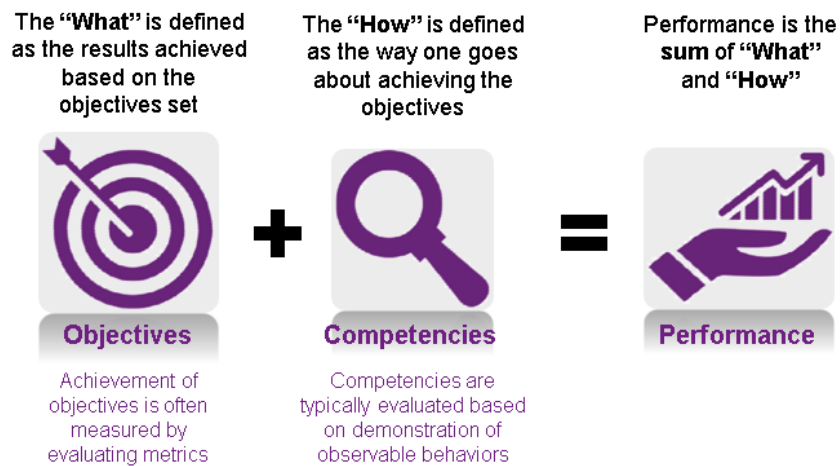 The “What” is defined
as the results achieved
based on the
objectives set
The “How” is defined
as the way one goes
about achieving the
objectives
Performance is the
sum of “What”
and “How”
+
=
Objectives
Competencies
Performance
Achievement of
objectives is often
measured by
evaluating metrics
Competencies are
typically evaluated based
on demonstration of
observable behaviors